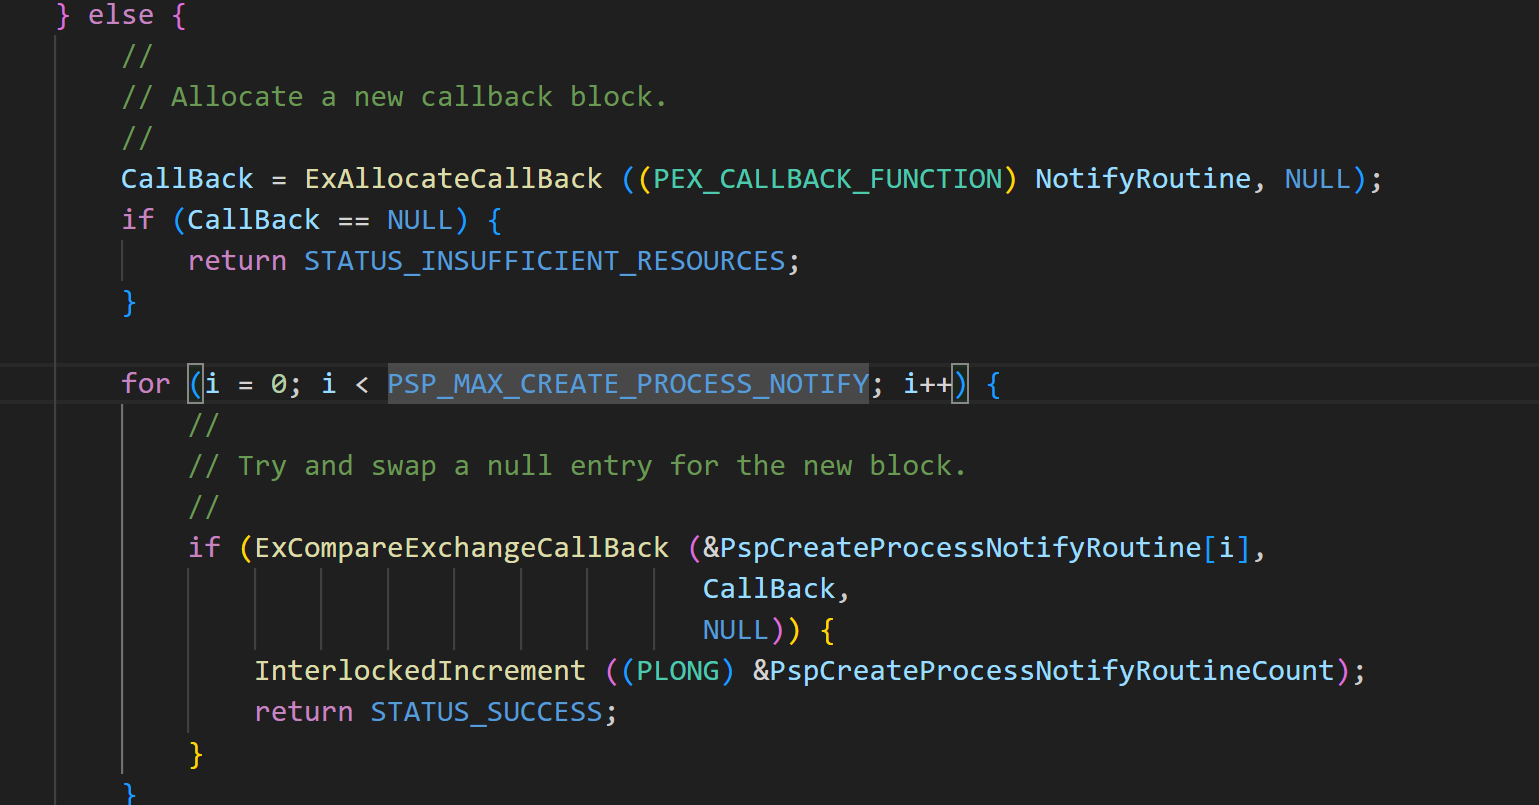 } else {
//
// Allocate a new callback block.
//
CallBack = ExAllocateCallBack ((PEX_CALLBACK_FUNCTION) NotifyRoutine, NULL);
if (CallBack == NULL) {
return STATUS_INSUFFICIENT_RESOURCES;
}
for (i = 0; i < PSP_MAX_CREATE_PROCESS_NOTIFY; i++) {
//
// Try and swap a null entry for the new block.
//
if (ExCompareExchangeCallBack (&PspCreateProcessNotifyRoutine[i],
CallBack,
NULL)) {
InterlockedIncrement ((PLONG) &PspCreateProcessNotifyRoutineCount);
return STATUS_SUCCESS;
}
}